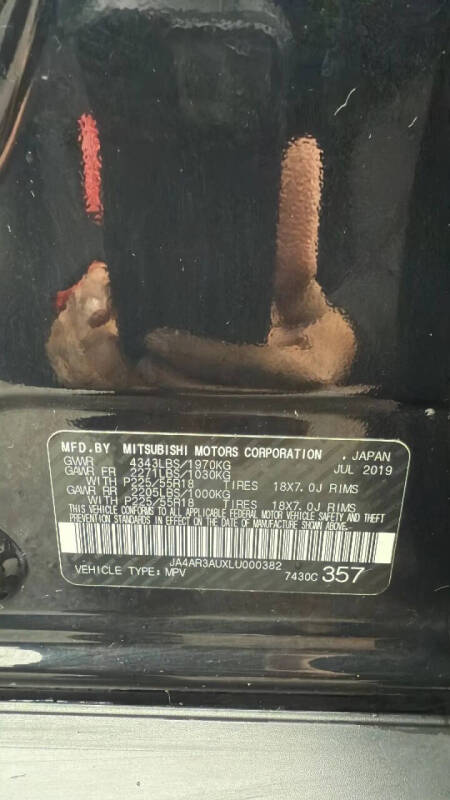 MFD.BY MITSUBISHI MOTORS CORPORATION . JAPAN
GVWR 4343LBS/1970KG JUL 2019
GAWR FR 2271LBS/1030KG
WITH P225/55R18 TIRES 18X7.0J RIMS
GAWR RR 2205LBS/1000KG
WITH P225/55R18 TIRES 18X7.0J RIMS
THIS VEHICLE CONFORMS TO ALL APPLICABLE FEDERAL MOTOR VEHICLE SAFETY AND THEFT
PREVENTION STANDARDS IN EFFECT ON THE DATE OF MANUFACTURE SHOWN ABOVE.
JA4AR3AUXLU000382
VEHICLE TYPE: MPV 7430C 357